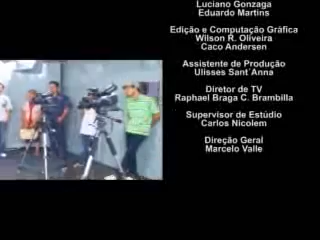 Luciano Gonzaga
Eduardo Martins
Edição e Computação Gráfica
Wilson R. Oliveira
Caco Andersen
Assistente de Produção
Ulisses Sant´Anna
Diretor de TV
Raphael Braga C. Brambilla
Supervisor de Estúdio
Carlos Nicolem
Direção Geral
Marcelo Valle